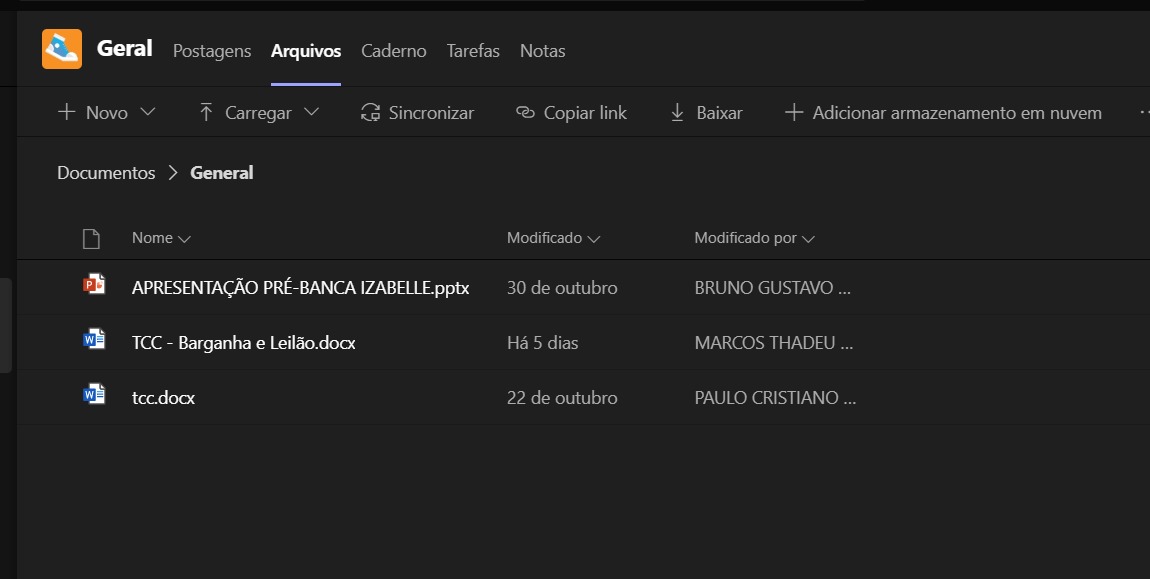 Geral Postagens Arquivos Caderno Tarefas Notas
Novo Carregar Sincronizar Copiar link Baixar Adicionar armazenamento em nuvem ...
Documentos > General
Nome Modificado Modificado por
APRESENTAÇÃO PRÉ-BANCA IZABELLE.pptx 30 de outubro BRUNO GUSTAVO ...
TCC - Barganha e Leilão.docx Há 5 dias MARCOS THADEU ...
tcc.docx 22 de outubro PAULO CRISTIANO ...